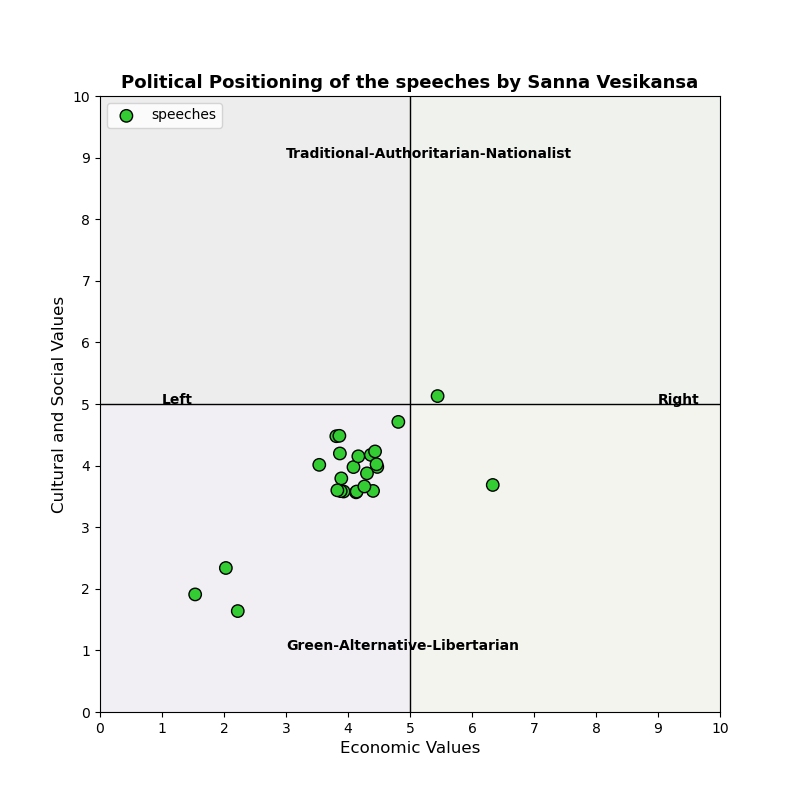 Political Positioning of the speeches by Sanna Vesikansa
speeches
Traditional-Authoritarian-Nationalist
Left
Right
Green-Alternative-Libertarian
10
9
8
7
6
5
4
3
2
1
0
0 1 2 3 4 5 6 7 8 9 10
Economic Values
Cultural and Social Values